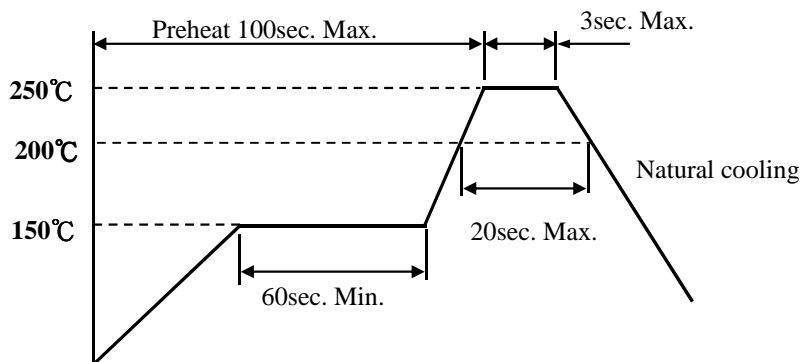 Preheat 100sec. Max.
3sec. Max.
250℃
200℃
Natural cooling
150℃
20sec. Max.
60sec. Min.